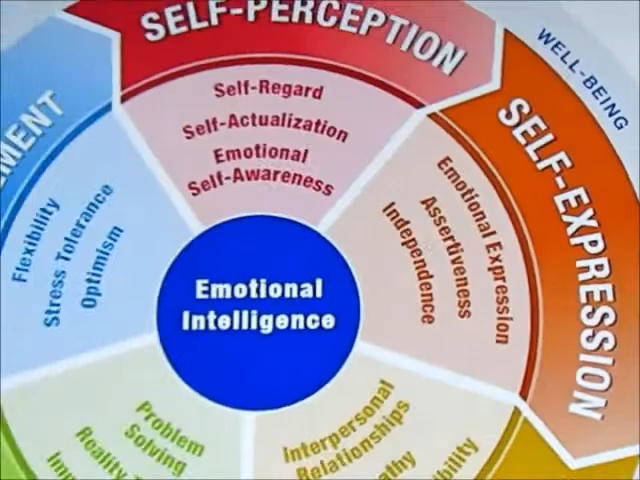 SELF-PERCEPTION
Self-Regard
Self-Actualization
Emotional
Self-Awareness
WELL-BEING
SELF-EXPRESSION
Emotional Expression
Assertiveness
Independence
Flexibility
Stress Tolerance
Optimism
Emotional
Intelligence
Problem
Solving
Reality
Interpersonal
Relationships